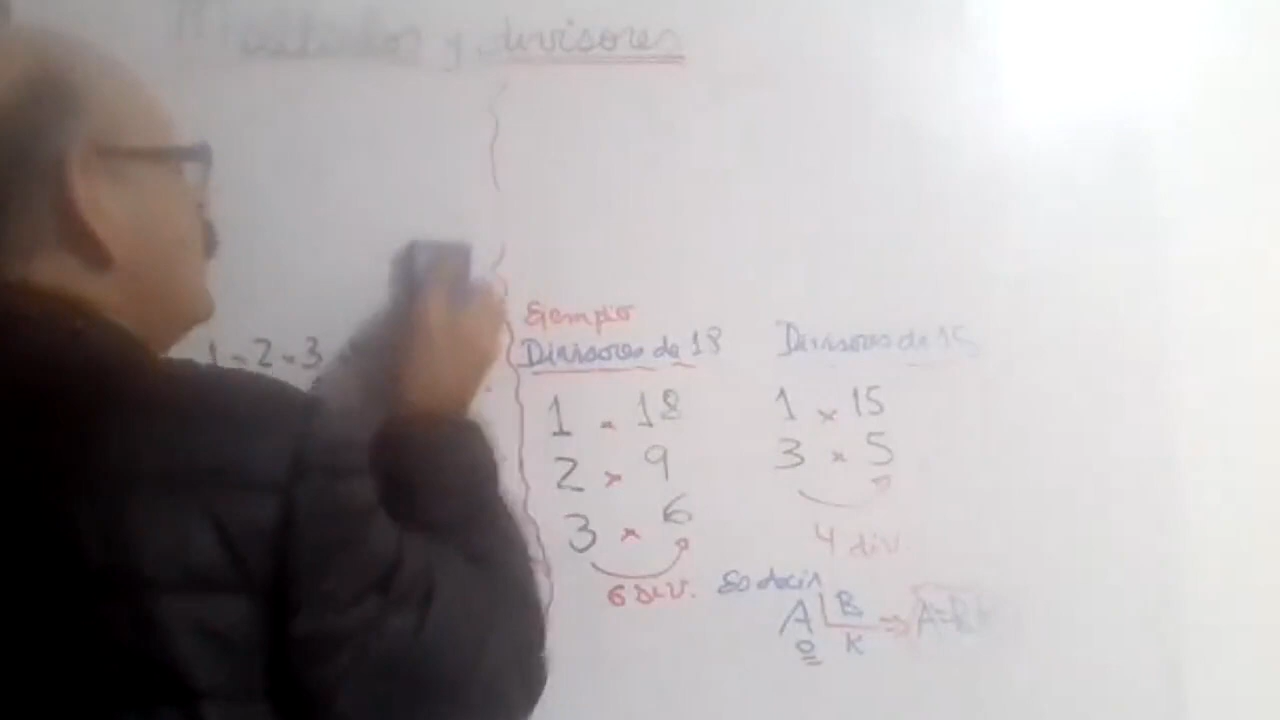 y divisores
1 - 2 - 3
Ejemplo
Divisores de 18
1 × 18
2 × 9
3 × 6
6 DIV.
Divisores de 15
1 × 15
3 × 5
4 div.
Es decir
A B
0 K